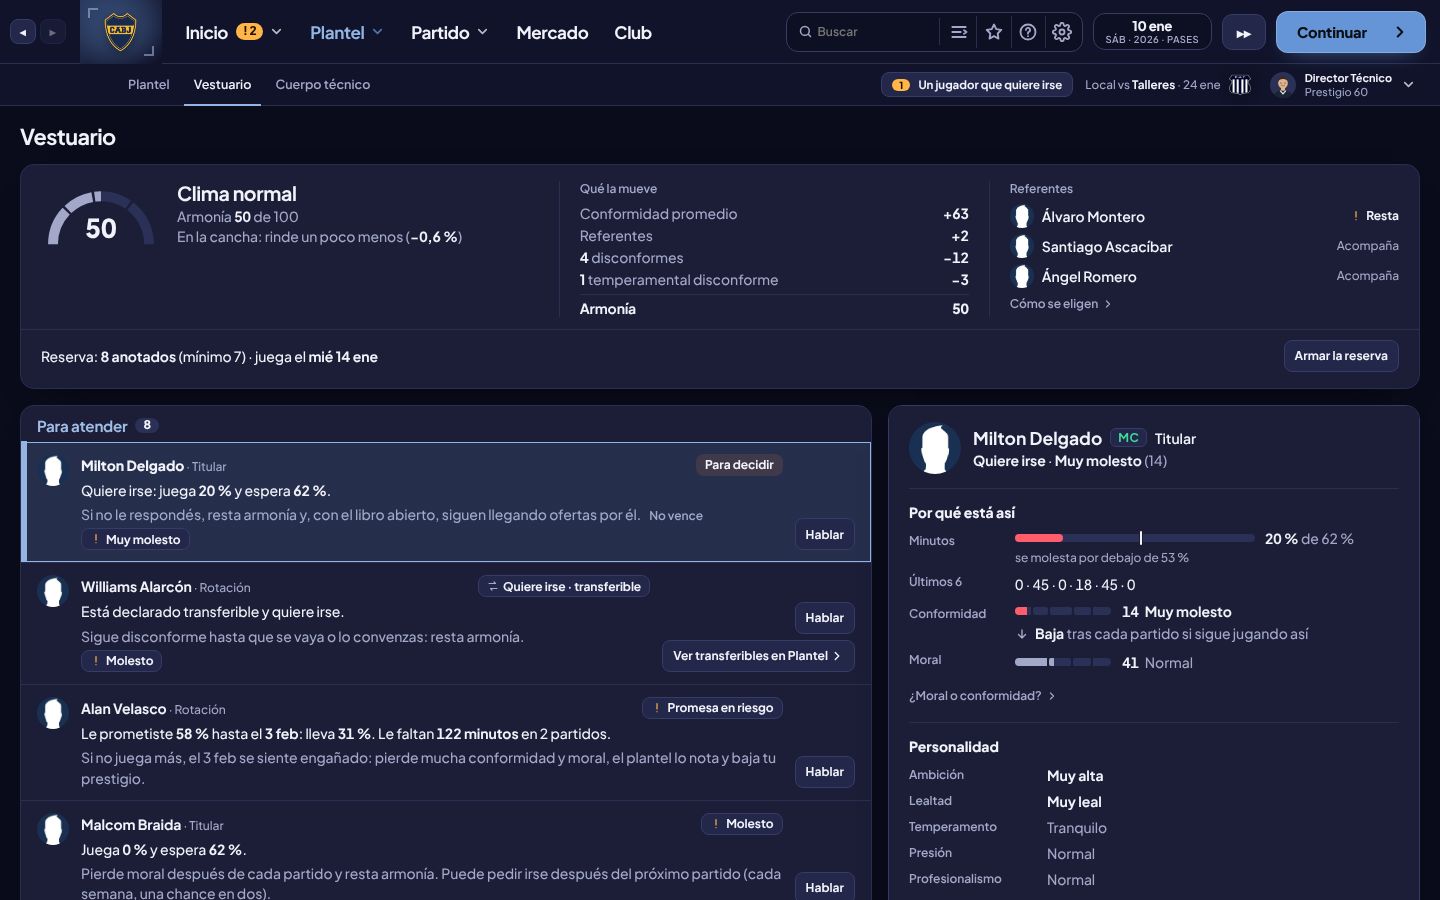 CABJ
Inicio ! 2
Plantel
Partido
Mercado
Club
Buscar
10 ene
SÁB · 2026 · PASES
Continuar
Plantel
Vestuario
Cuerpo técnico
1 Un jugador que quiere irse
Local vs Talleres · 24 ene
Director Técnico
Prestigio 60
Vestuario
50
Clima normal
Armonía 50 de 100
En la cancha: rinde un poco menos (−0,6 %)
Qué la mueve
Conformidad promedio +63
Referentes +2
4 disconformes −12
1 temperamental disconforme −3
Armonía 50
Referentes
Álvaro Montero ! Resta
Santiago Ascacíbar Acompaña
Ángel Romero Acompaña
Cómo se eligen
Reserva: 8 anotados (mínimo 7) · juega el mié 14 ene
Armar la reserva
Para atender 8
Milton Delgado · Titular
Para decidir
Quiere irse: juega 20 % y espera 62 %.
Si no le respondés, resta armonía y, con el libro abierto, siguen llegando ofertas por él. No vence
! Muy molesto
Hablar
Williams Alarcón · Rotación
Quiere irse · transferible
Está declarado transferible y quiere irse.
Hablar
Sigue disconforme hasta que se vaya o lo convenzas: resta armonía.
! Molesto
Ver transferibles en Plantel
Alan Velasco · Rotación
! Promesa en riesgo
Le prometiste 58 % hasta el 3 feb: lleva 31 %. Le faltan 122 minutos en 2 partidos.
Si no juega más, el 3 feb se siente engañado: pierde mucha conformidad y moral, el plantel lo nota y baja tu
prestigio.
Hablar
Malcom Braida · Titular
! Molesto
Juega 0 % y espera 62 %.
Pierde moral después de cada partido y resta armonía. Puede pedir irse después del próximo partido (cada
semana, una chance en dos).
Hablar
Milton Delgado MC Titular
Quiere irse · Muy molesto (14)
Por qué está así
Minutos 20 % de 62 %
se molesta por debajo de 53 %
Últimos 6 0 · 45 · 0 · 18 · 45 · 0
Conformidad 14 Muy molesto
↓ Baja tras cada partido si sigue jugando así
Moral 41 Normal
¿Moral o conformidad?
Personalidad
Ambición Muy alta
Lealtad Muy leal
Temperamento Tranquilo
Presión Normal
Profesionalismo Normal